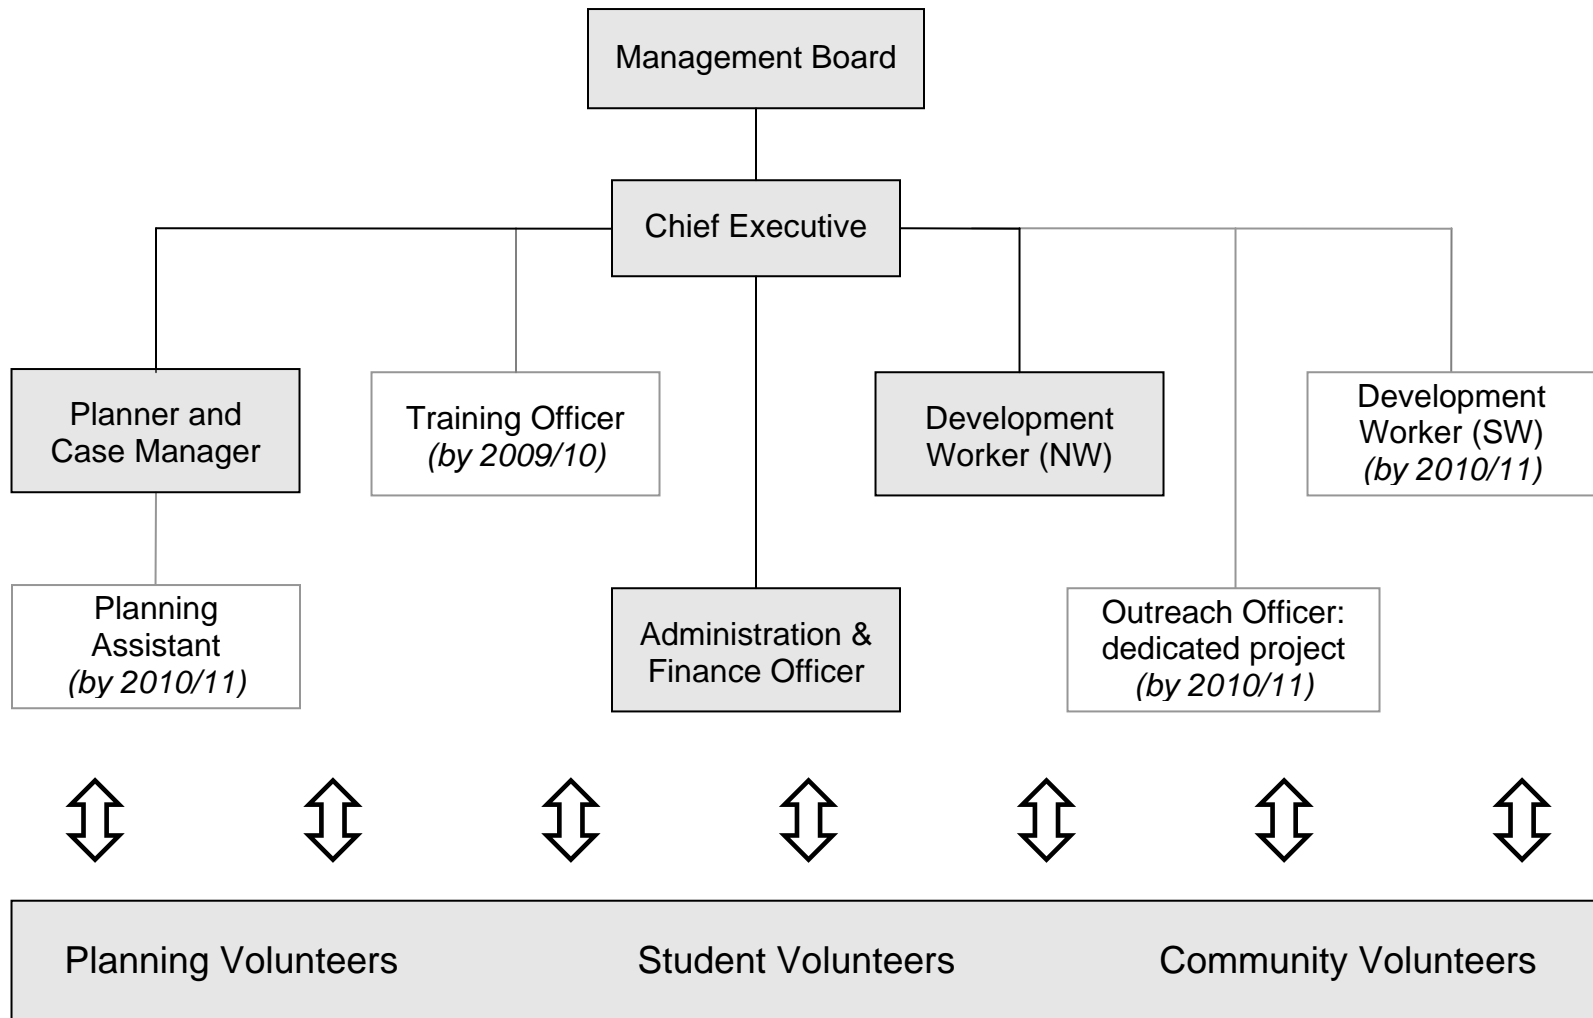 Management Board
Chief Executive
Planner and
Case Manager
Training Officer
(by 2009/10)
Development
Worker (NW)
Development
Worker (SW)
(by 2010/11)
Planning
Assistant
(by 2010/11)
Administration &
Finance Officer
Outreach Officer:
dedicated project
(by 2010/11)
Planning Volunteers
Student Volunteers
Community Volunteers